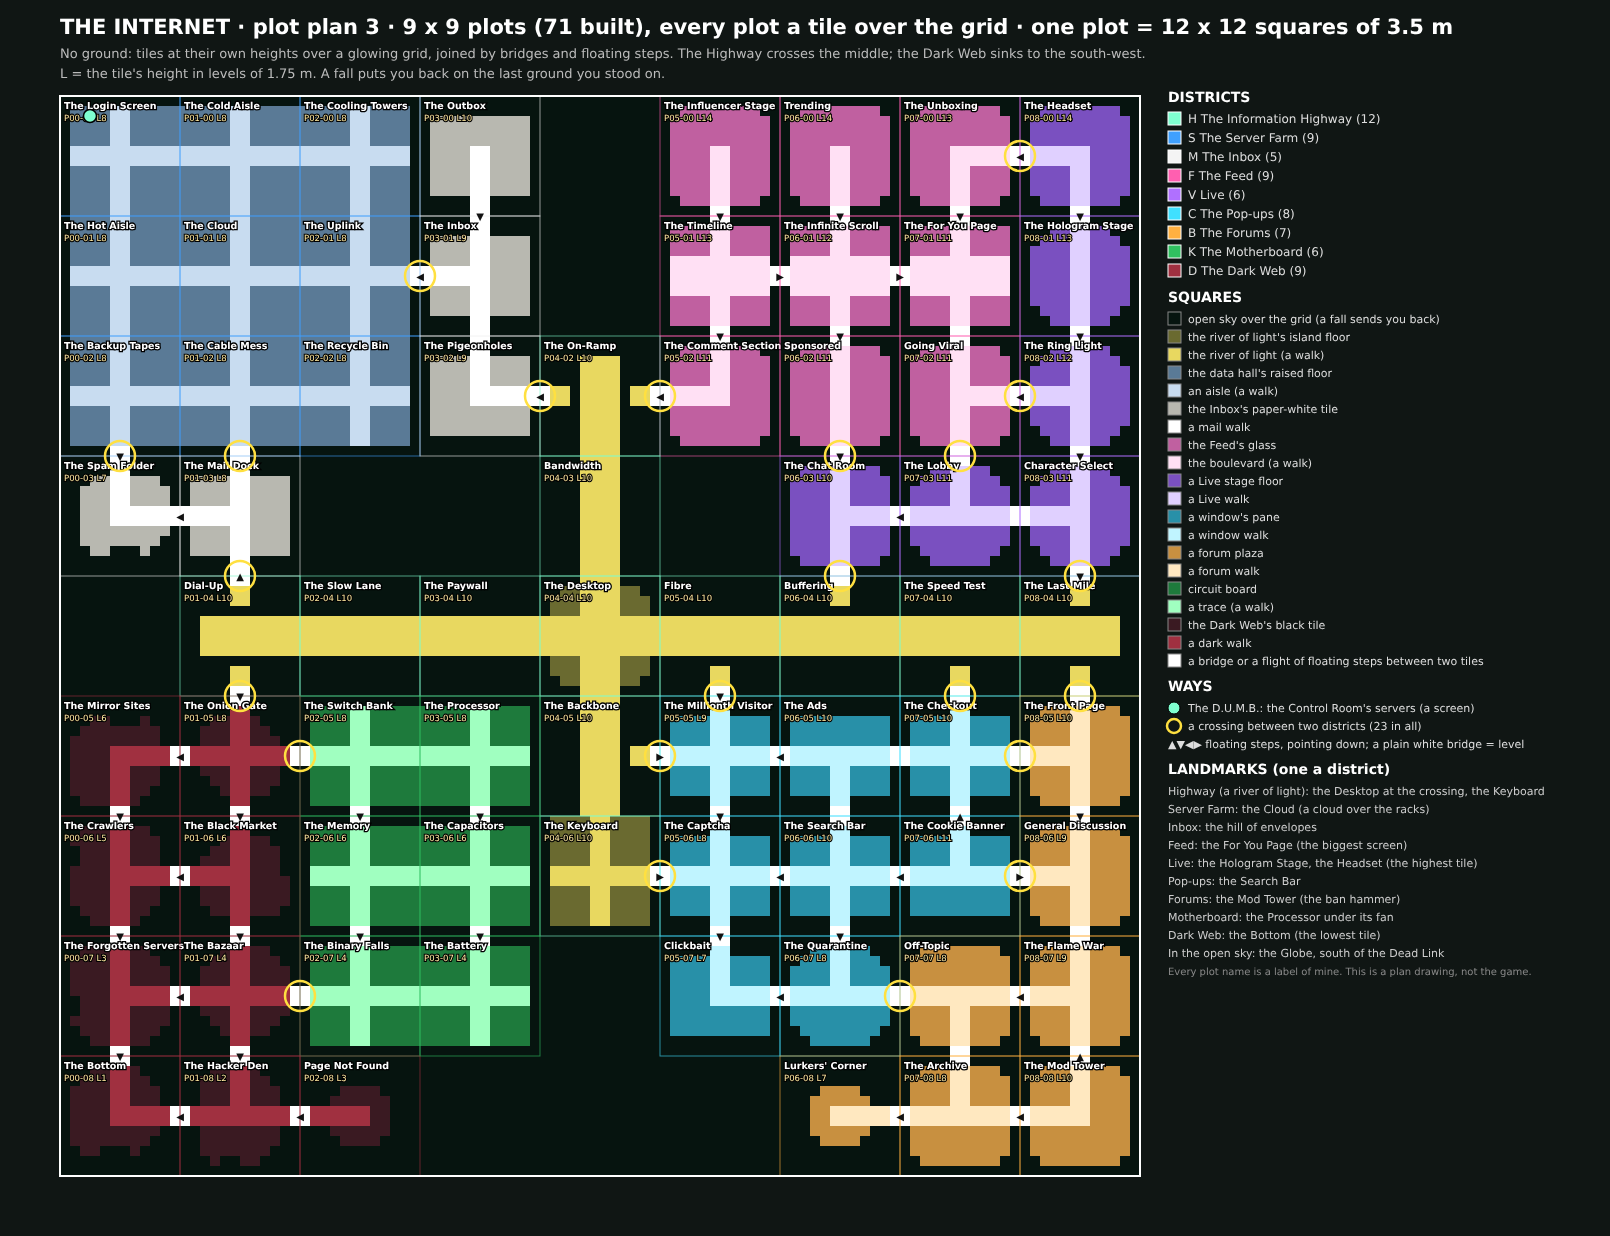 THE INTERNET · plot plan 3 · 9 x 9 plots (71 built), every plot a tile over the grid · one plot = 12 x 12 squares of 3.5 m
No ground: tiles at their own heights over a glowing grid, joined by bridges and floating steps. The Highway crosses the middle; the Dark Web sinks to the south-west.
L = the tile's height in levels of 1.75 m. A fall puts you back on the last ground you stood on.
The Login Screen The Cold Aisle The Cooling Towers The Outbox The Influencer Stage Trending The Unboxing The Headset
P00- L8 P01-00 L8 P02-00 L8 P03-00 L10 P05-00 L14 P06-00 L14 P07-00 L13 P08-00 L14
The Hot Aisle The Cloud The Uplink The Inbox The Timeline The Infinite Scroll The For You Page The Hologram Stage
P00-01 L8 P01-01 L8 P02-01 L8 P03-01 L9 P05-01 L13 P06-01 L12 P07-01 L11 P08-01 L13
The Backup Tapes The Cable Mess The Recycle Bin The Pigeonholes The On-Ramp The Comment Section Sponsored Going Viral The Ring Light
P00-02 L8 P01-02 L8 P02-02 L8 P03-02 L9 P04-02 L10 P05-02 L11 P06-02 L11 P07-02 L11 P08-02 L12
The Spam Folder The Mail Dock Bandwidth The Chat Room The Lobby Character Select
P00-03 L7 P01-03 L8 P04-03 L10 P06-03 L10 P07-03 L11 P08-03 L11
Dial-Up The Slow Lane The Paywall The Desktop Fibre Buffering The Speed Test The Last Mile
P01-04 L10 P02-04 L10 P03-04 L10 P04-04 L10 P05-04 L10 P06-04 L10 P07-04 L10 P08-04 L10
The Mirror Sites The Onion Gate The Switch Bank The Processor The Backbone The Millionth Visitor The Ads The Checkout The Front Page
P00-05 L6 P01-05 L8 P02-05 L8 P03-05 L8 P04-05 L10 P05-05 L9 P06-05 L10 P07-05 L10 P08-05 L10
The Crawlers The Black Market The Memory The Capacitors The Keyboard The Captcha The Search Bar The Cookie Banner General Discussion
P00-06 L5 P01-06 L6 P02-06 L6 P03-06 L6 P04-06 L10 P05-06 L8 P06-06 L10 P07-06 L11 P08-06 L9
The Forgotten Servers The Bazaar The Binary Falls The Battery Clickbait The Quarantine Off-Topic The Flame War
P00-07 L3 P01-07 L4 P02-07 L4 P03-07 L4 P05-07 L7 P06-07 L8 P07-07 L8 P08-07 L9
The Bottom The Hacker Den Page Not Found Lurkers' Corner The Archive The Mod Tower
P00-08 L1 P01-08 L2 P02-08 L3 P06-08 L7 P07-08 L8 P08-08 L10
DISTRICTS
H The Information Highway (12)
S The Server Farm (9)
M The Inbox (5)
F The Feed (9)
V Live (6)
C The Pop-ups (8)
B The Forums (7)
K The Motherboard (6)
D The Dark Web (9)
SQUARES
open sky over the grid (a fall sends you back)
the river of light's island floor
the river of light (a walk)
the data hall's raised floor
an aisle (a walk)
the Inbox's paper-white tile
a mail walk
the Feed's glass
the boulevard (a walk)
a Live stage floor
a Live walk
a window's pane
a window walk
a forum plaza
a forum walk
circuit board
a trace (a walk)
the Dark Web's black tile
a dark walk
a bridge or a flight of floating steps between two tiles
WAYS
The D.U.M.B.: the Control Room's servers (a screen)
a crossing between two districts (23 in all)
▲▼◀▶ floating steps, pointing down; a plain white bridge = level
LANDMARKS (one a district)
Highway (a river of light): the Desktop at the crossing, the Keyboard
Server Farm: the Cloud (a cloud over the racks)
Inbox: the hill of envelopes
Feed: the For You Page (the biggest screen)
Live: the Hologram Stage, the Headset (the highest tile)
Pop-ups: the Search Bar
Forums: the Mod Tower (the ban hammer)
Motherboard: the Processor under its fan
Dark Web: the Bottom (the lowest tile)
In the open sky: the Globe, south of the Dead Link
Every plot name is a label of mine. This is a plan drawing, not the game.